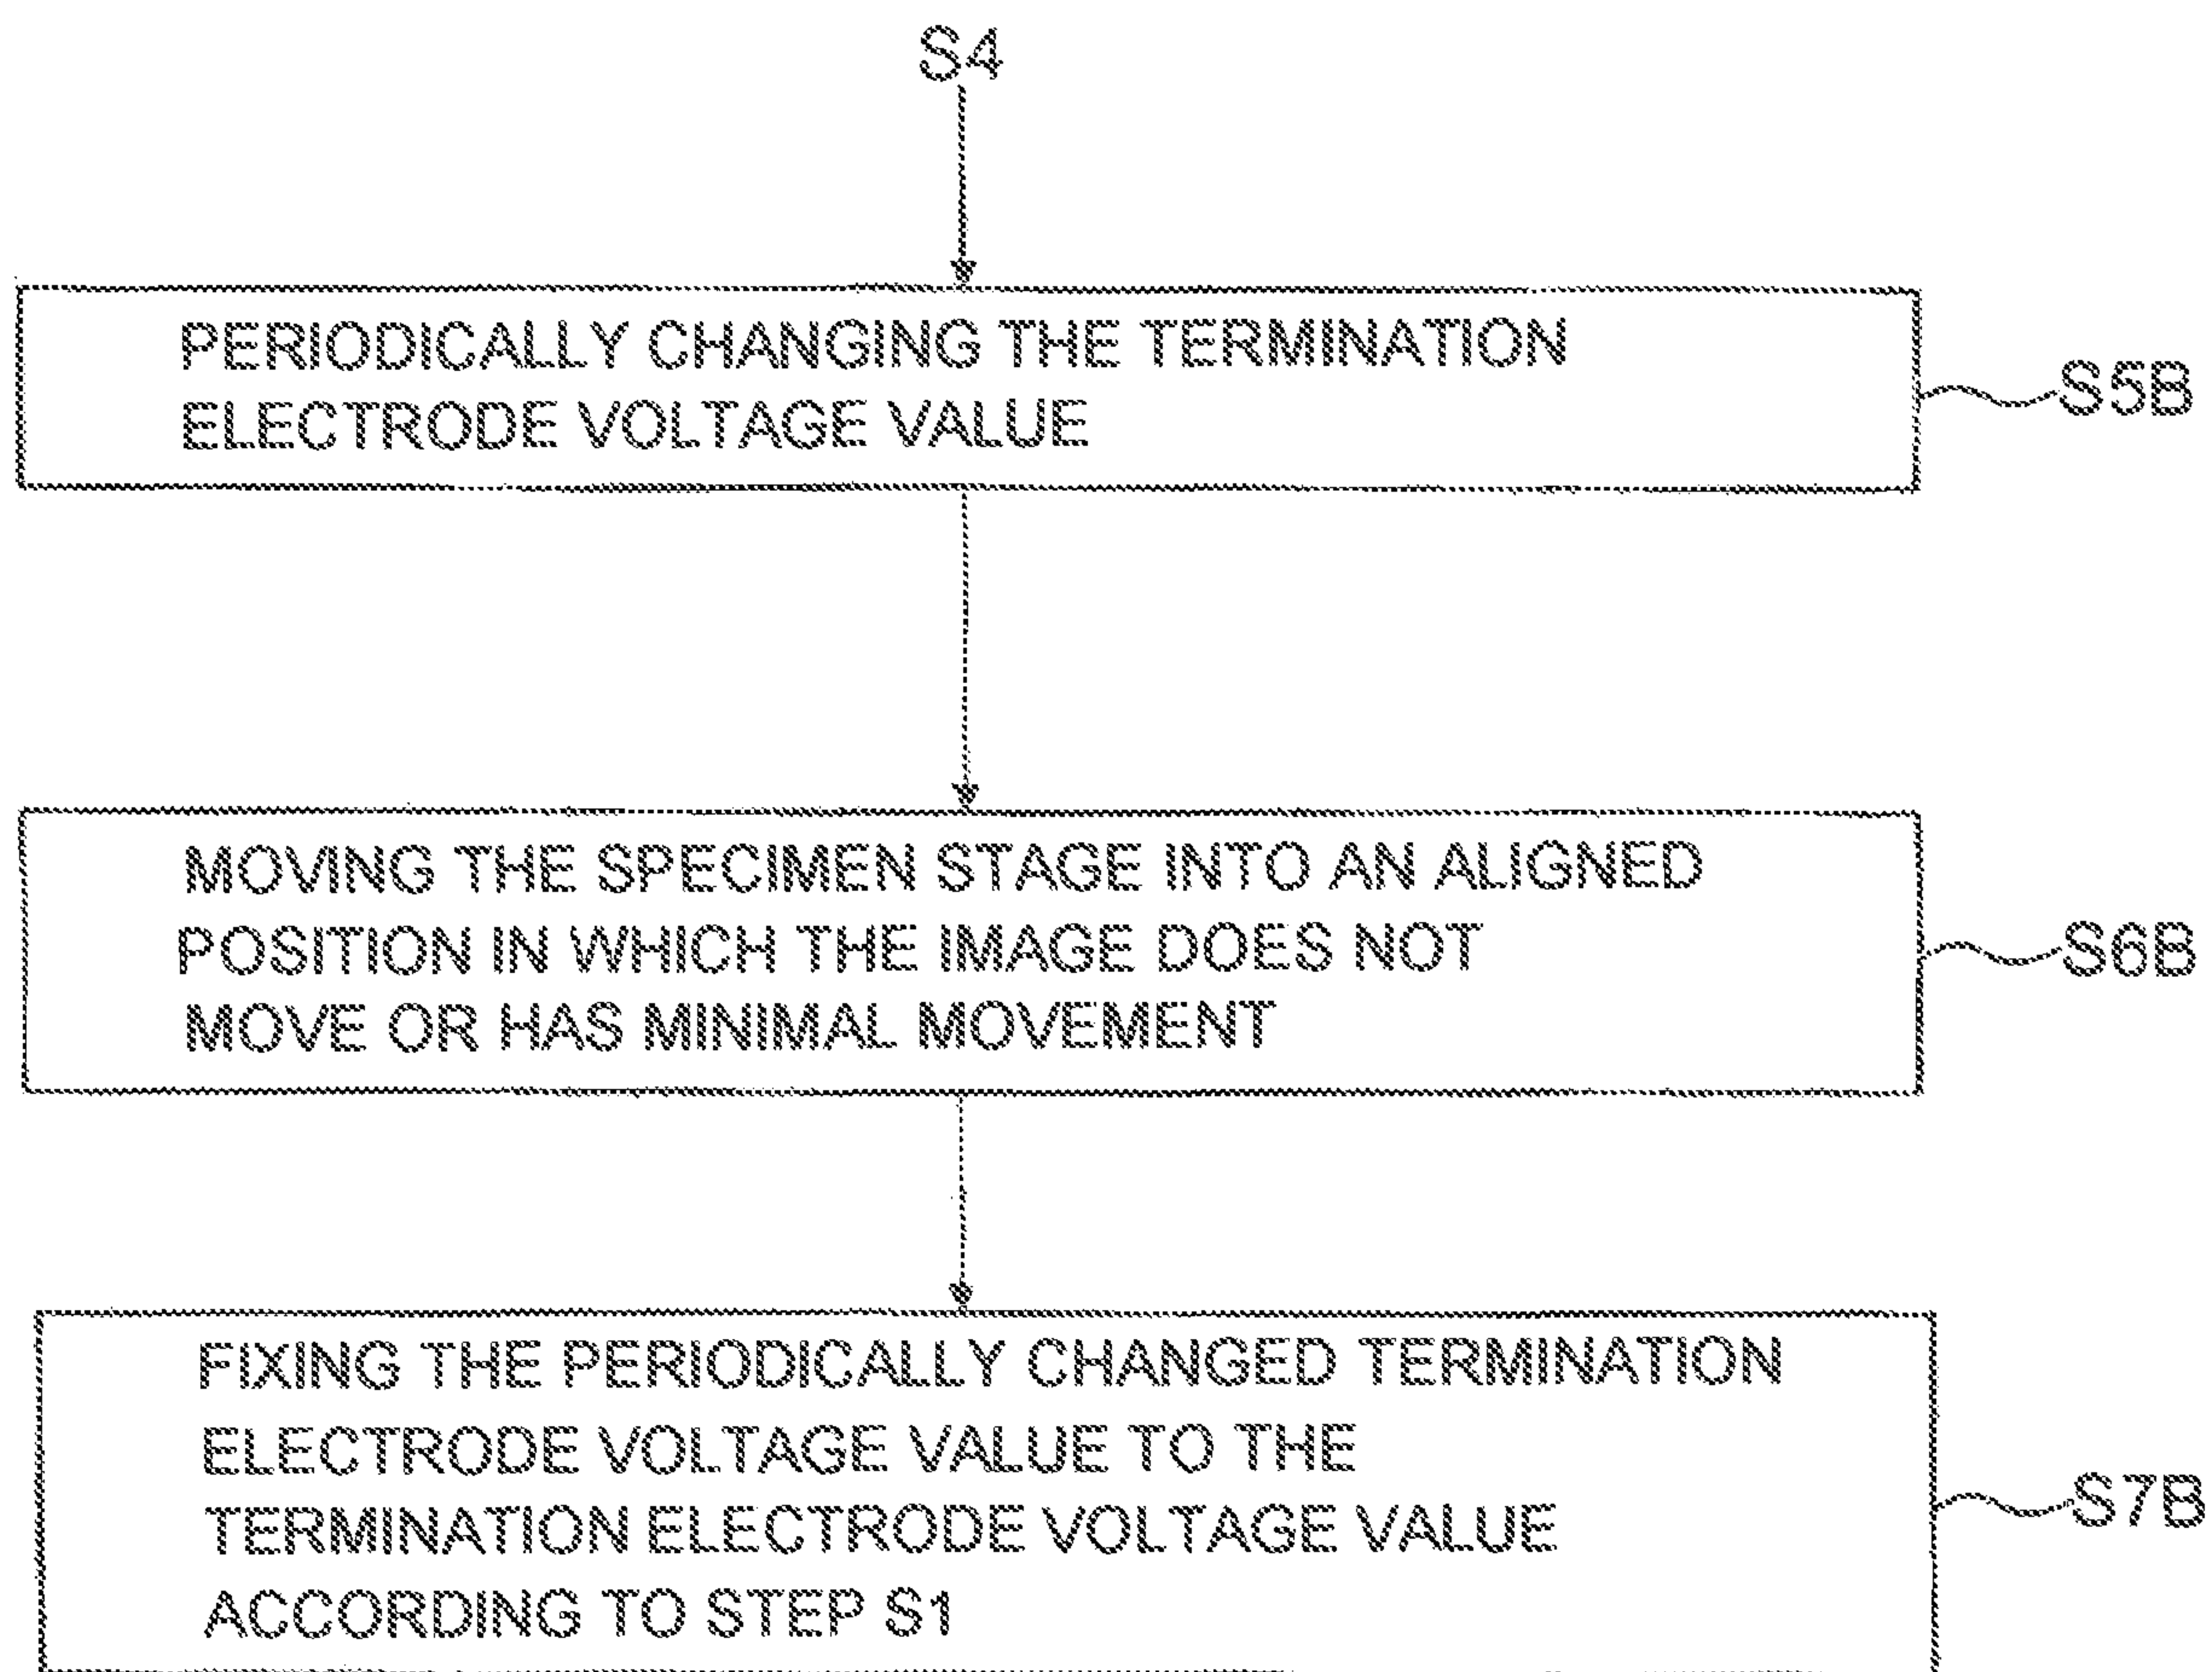 S4
PERIODICALLY CHANGING THE TERMINATION
ELECTRODE VOLTAGE VALUE
S5B
MOVING THE SPECIMEN STAGE INTO AN ALIGNED
POSITION IN WHICH THE IMAGE DOES NOT
MOVE OR HAS MINIMAL MOVEMENT
S6B
FIXING THE PERIODICALLY CHANGED TERMINATION
ELECTRODE VOLTAGE VALUE TO THE
TERMINATION ELECTRODE VOLTAGE VALUE
ACCORDING TO STEP S1
S7B